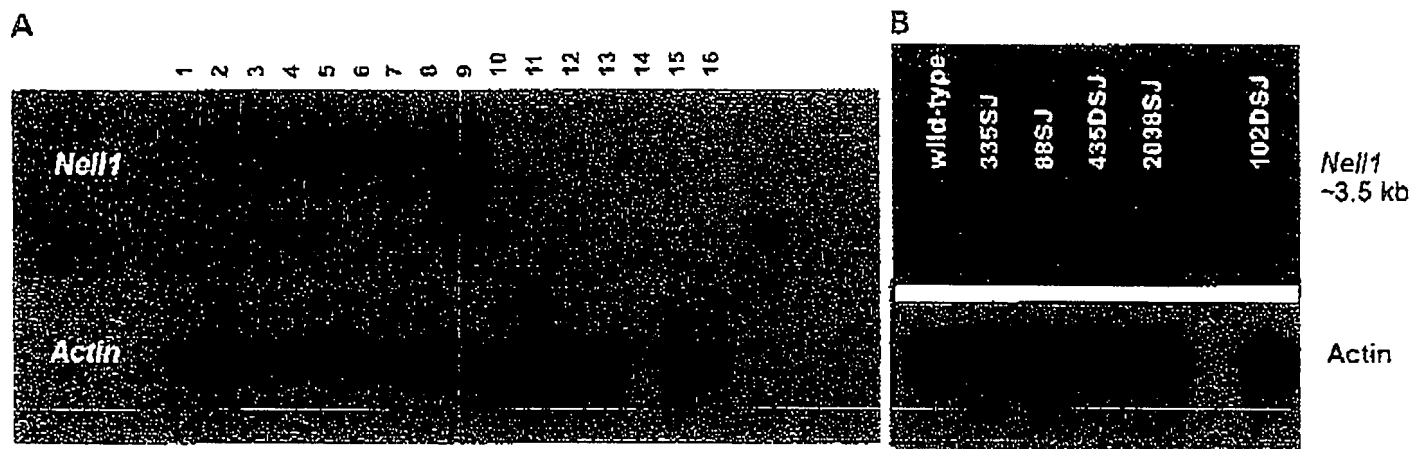 A
1 2 3 4 5 6 7 8 9 10 11 12 13 14 15 16
Nell1
Actin
B
wild-type 335SJ 88SJ 435DSJ 2038SJ 102DSJ
Nell1
~3.5 kb
Actin